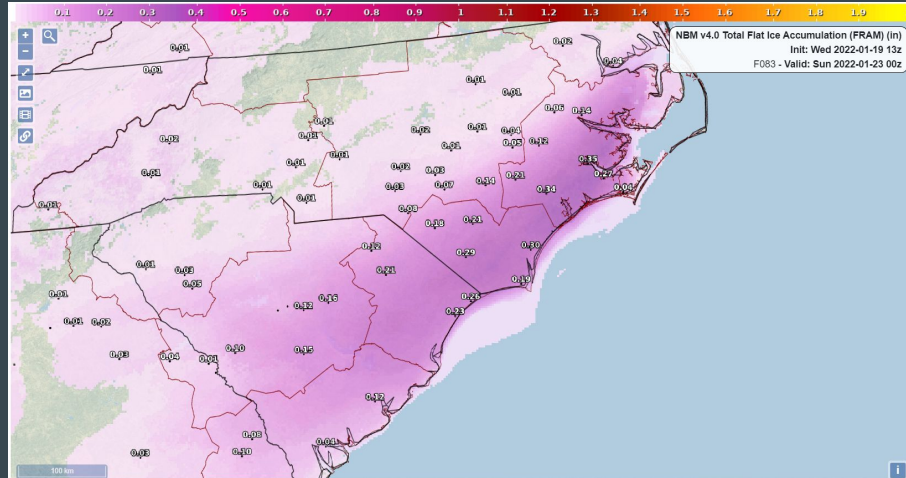 0.1 0.2 0.3 0.4 0.5 0.6 0.7 0.8 0.9 1 1.1 1.2 1.3 1.4 1.5 1.6 1.7 1.8 1.9
NBM v4.0 Total Flat Ice Accumulation (FRAM) (in)
Init: Wed 2022-01-19 13z
F083 - Valid: Sun 2022-01-23 00z
+
−
0.02
0.01
0.04
0.01
0.01
0.01
0.06 0.14
0.01
0.02 0.01 0.04
0.02 0.01 0.05 0.12
0.01
0.01
0.01 0.35
0.01 0.02 0.03 0.21 0.27
0.01 0.03 0.07 0.14 0.34 0.04
0.01
0.01 0.08
0.18 0.21
0.12 0.29 0.30
0.01 0.03 0.21
0.05 0.19
0.01 0.12 0.16 0.26
0.23
0.01 0.02
0.03 0.04 0.01 0.10 0.15
0.12
0.08 0.04
0.03 0.10
100 km
i